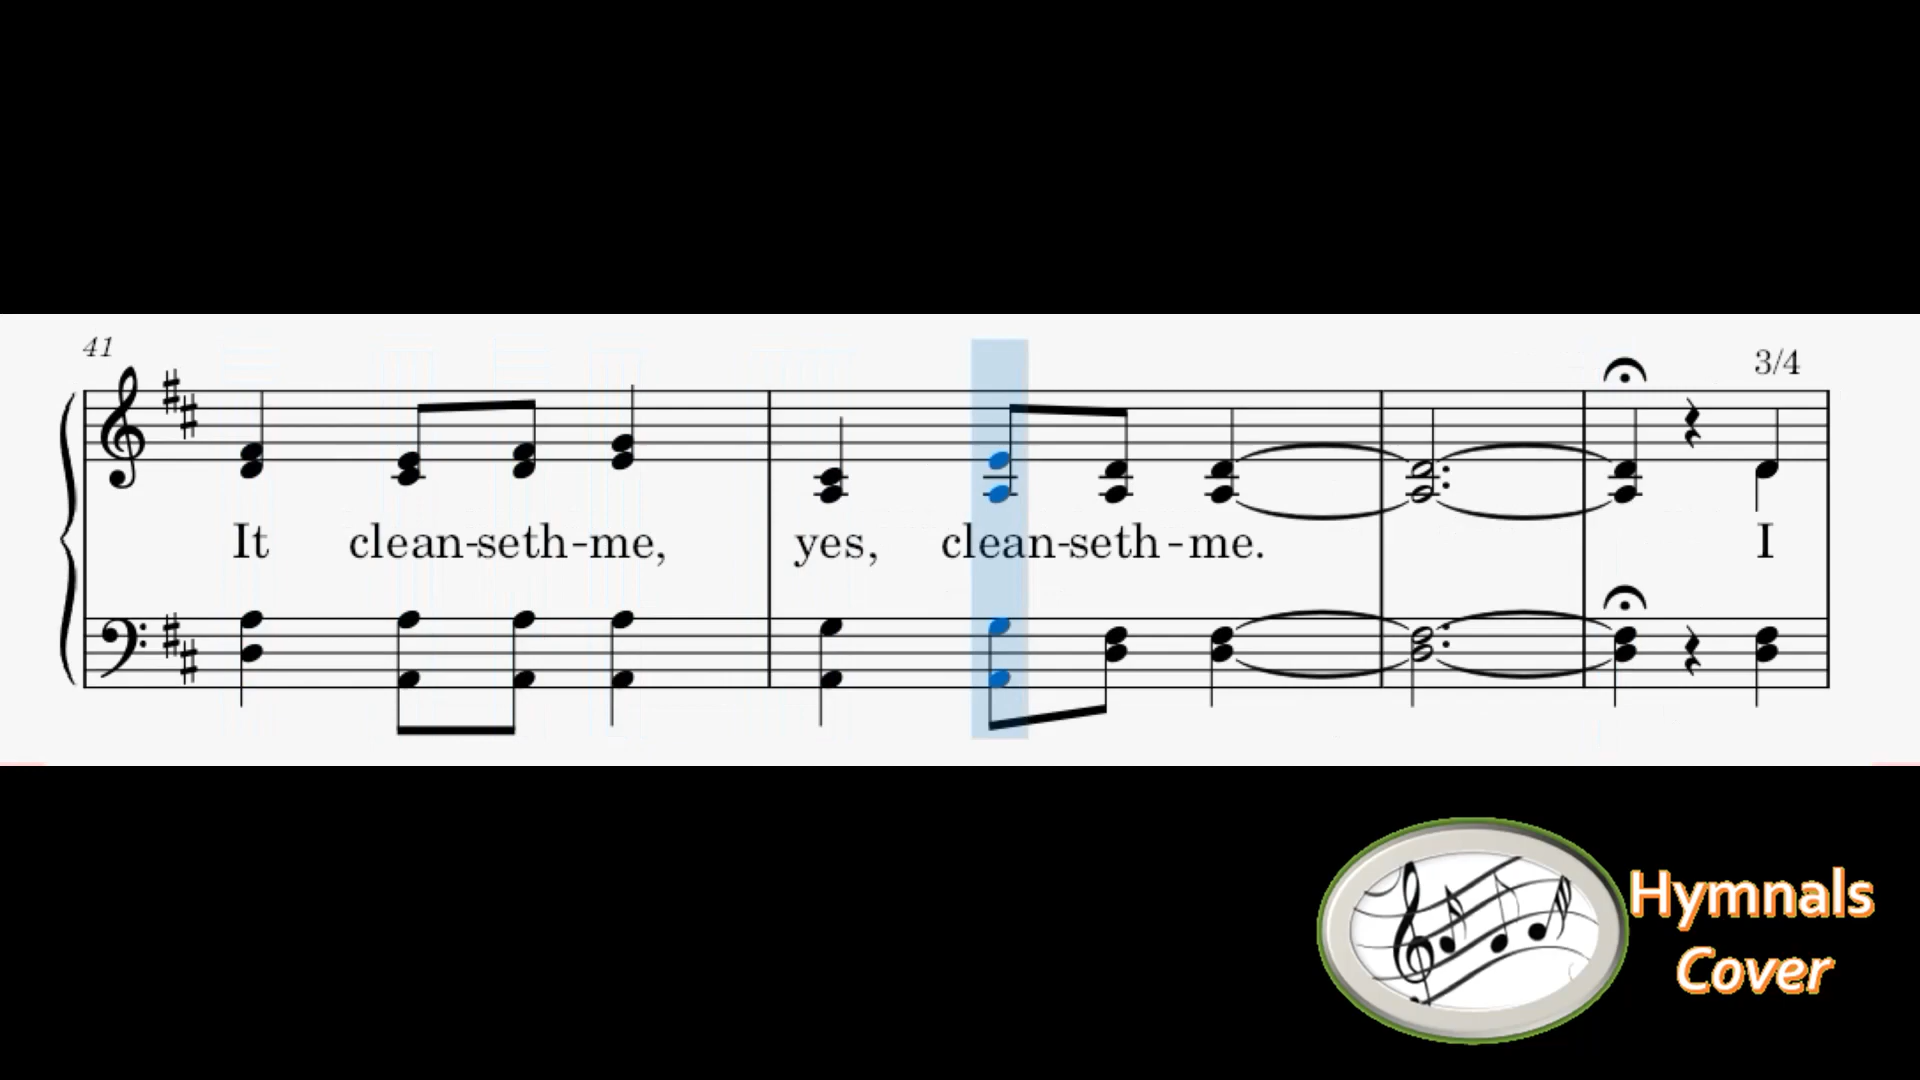 41
3/4
It clean-seth-me, yes, clean-seth-me. I
Hymnals
Cover